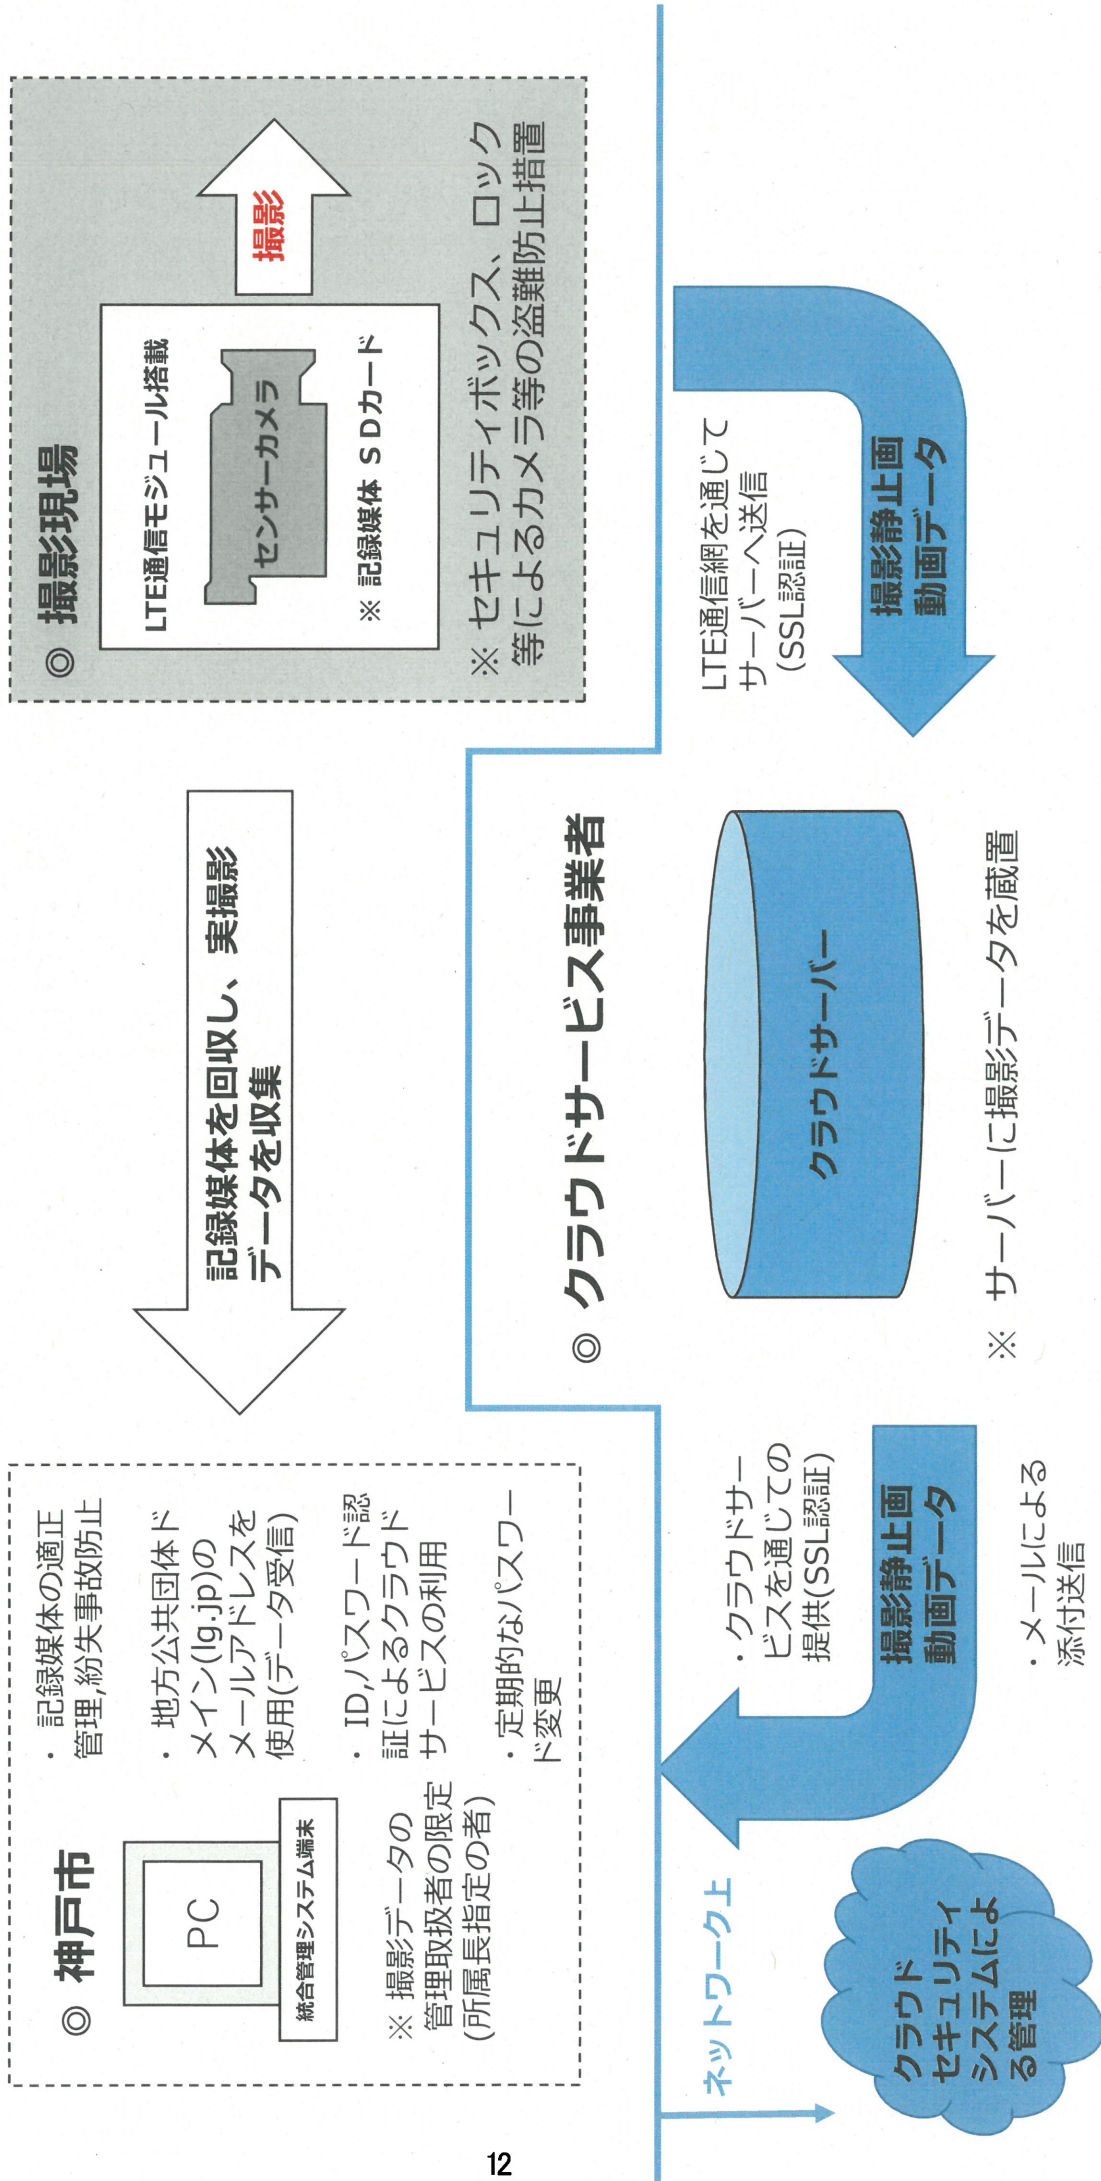 ◎ 神戸市
PC
統合管理システム端末
※ 撮影データの
管理取扱者の限定
(所属長指定の者)
・ 記録媒体の適正
管理,紛失事故防止
・ 地方公共団体ド
メイン(lg.jp)の
メールアドレスを
使用(データ受信)
・ ID,パスワード認
証によるクラウド
サービスの利用
・定期的なパスワー
ド変更
記録媒体を回収し、実撮影
データを収集
◎ 撮影現場
LTE通信モジュール搭載
センサーカメラ
※ 記録媒体 SDカード
撮影
※ セキュリティボックス、ロック
等によるカメラ等の盗難防止措置
ネットワーク上
クラウド
セキュリティ
システムによ
る管理
・クラウドサー
ビスを通じての
提供(SSL認証)
撮影静止画
動画データ
・メールによる
添付送信
◎ クラウドサービス事業者
クラウドサーバー
※ サーバーに撮影データを蔵置
LTE通信網を通じて
サーバーへ送信
(SSL認証)
撮影静止画
動画データ
12